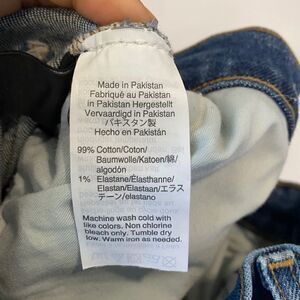 Made in Pakistan
Fabriqué au Pakistan
in Pakistan Hergestellt
Vervaardigd in Pakistan
パキスタン製
Hecho en Pakistán
99% Cotton/Coton/
Baumwolle/Katoen/綿/
algodón
1% Elastane/Élasthanne/
Elastan/Elastaan/エラス
テーン/elastano
Machine wash cold with
like colors. Non chlorine
bleach only. Tumble dry
low. Warm iron as needed.